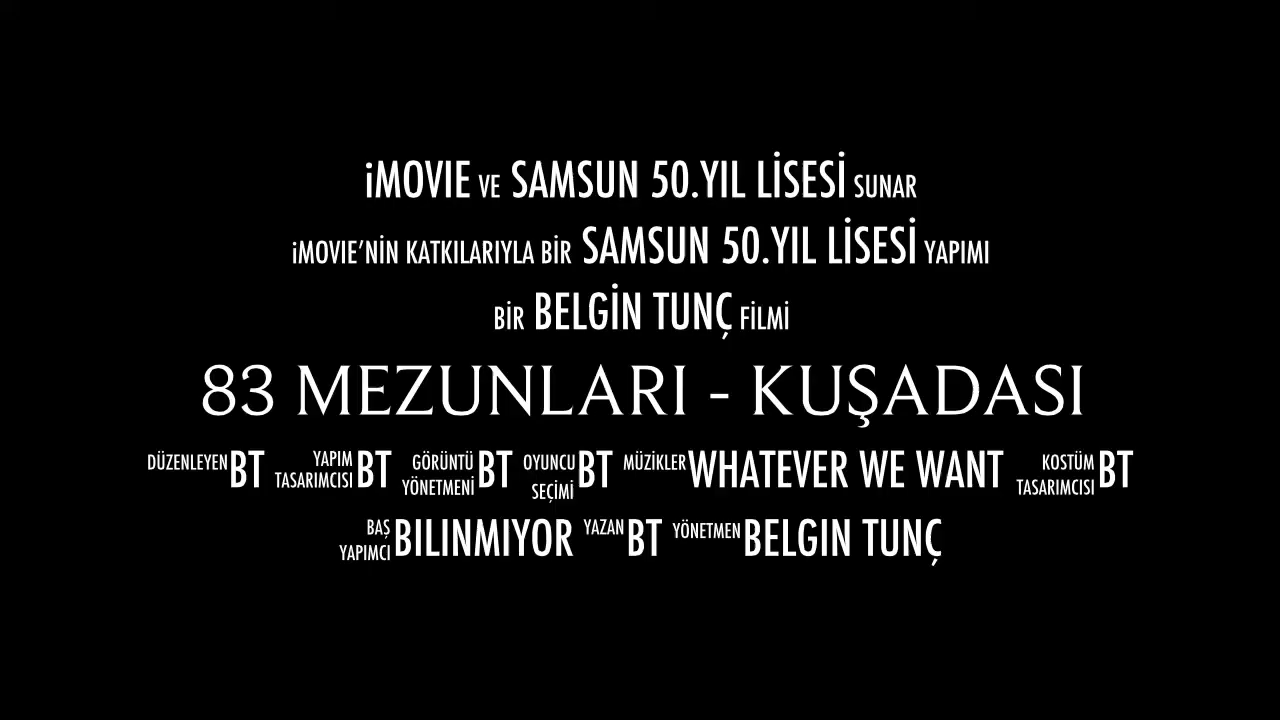 iMOVIE VE SAMSUN 50.YIL LİSESİ SUNAR
iMOVIE’NİN KATKILARIYLA BİR SAMSUN 50.YIL LİSESİ YAPIMI
BİR BELGİN TUNÇ FİLMİ
83 MEZUNLARI - KUŞADASI
DÜZENLEYEN BT YAPIM TASARIMCISI BT GÖRÜNTÜ YÖNETMENİ BT OYUNCU SEÇİMİ BT MÜZİKLER WHATEVER WE WANT KOSTÜM TASARIMCISI BT
BAŞ YAPIMCI BILINMIYOR YAZAN BT YÖNETMEN BELGIN TUNÇ